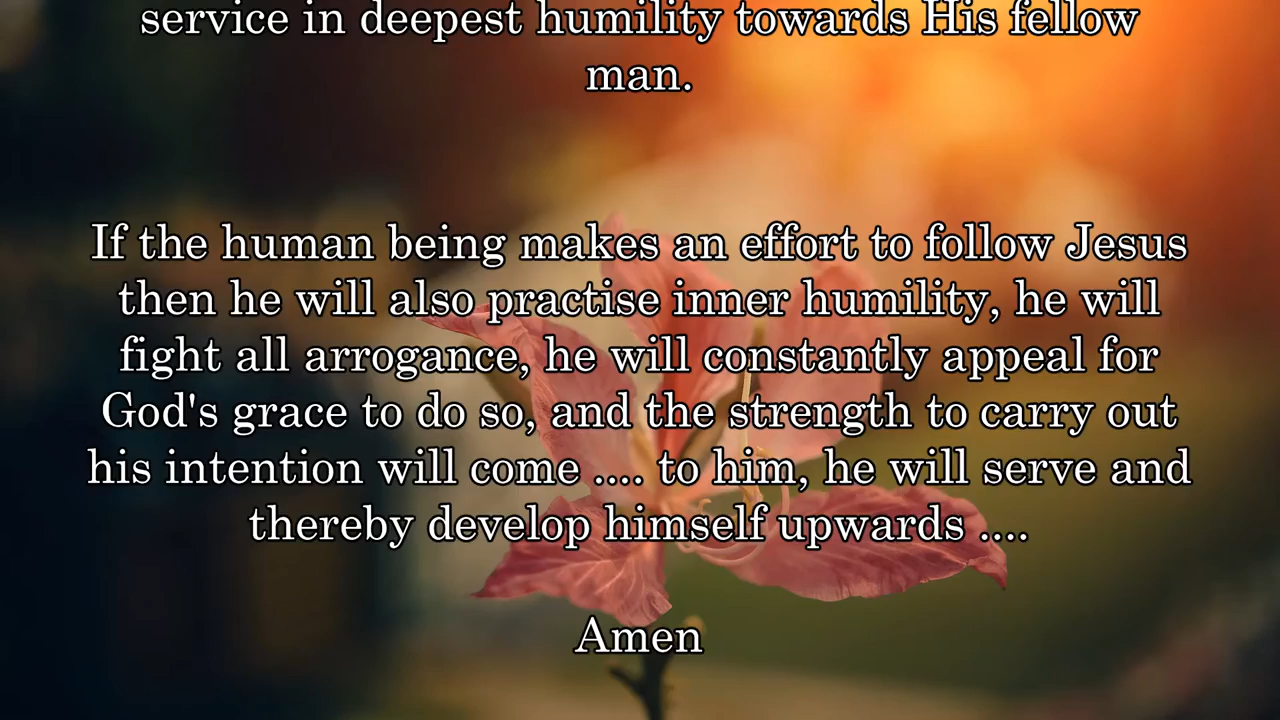 service in deepest humility towards His fellow
man.
If the human being makes an effort to follow Jesus
then he will also practise inner humility, he will
fight all arrogance, he will constantly appeal for
God's grace to do so, and the strength to carry out
his intention will come .... to him, he will serve and
thereby develop himself upwards ....
Amen